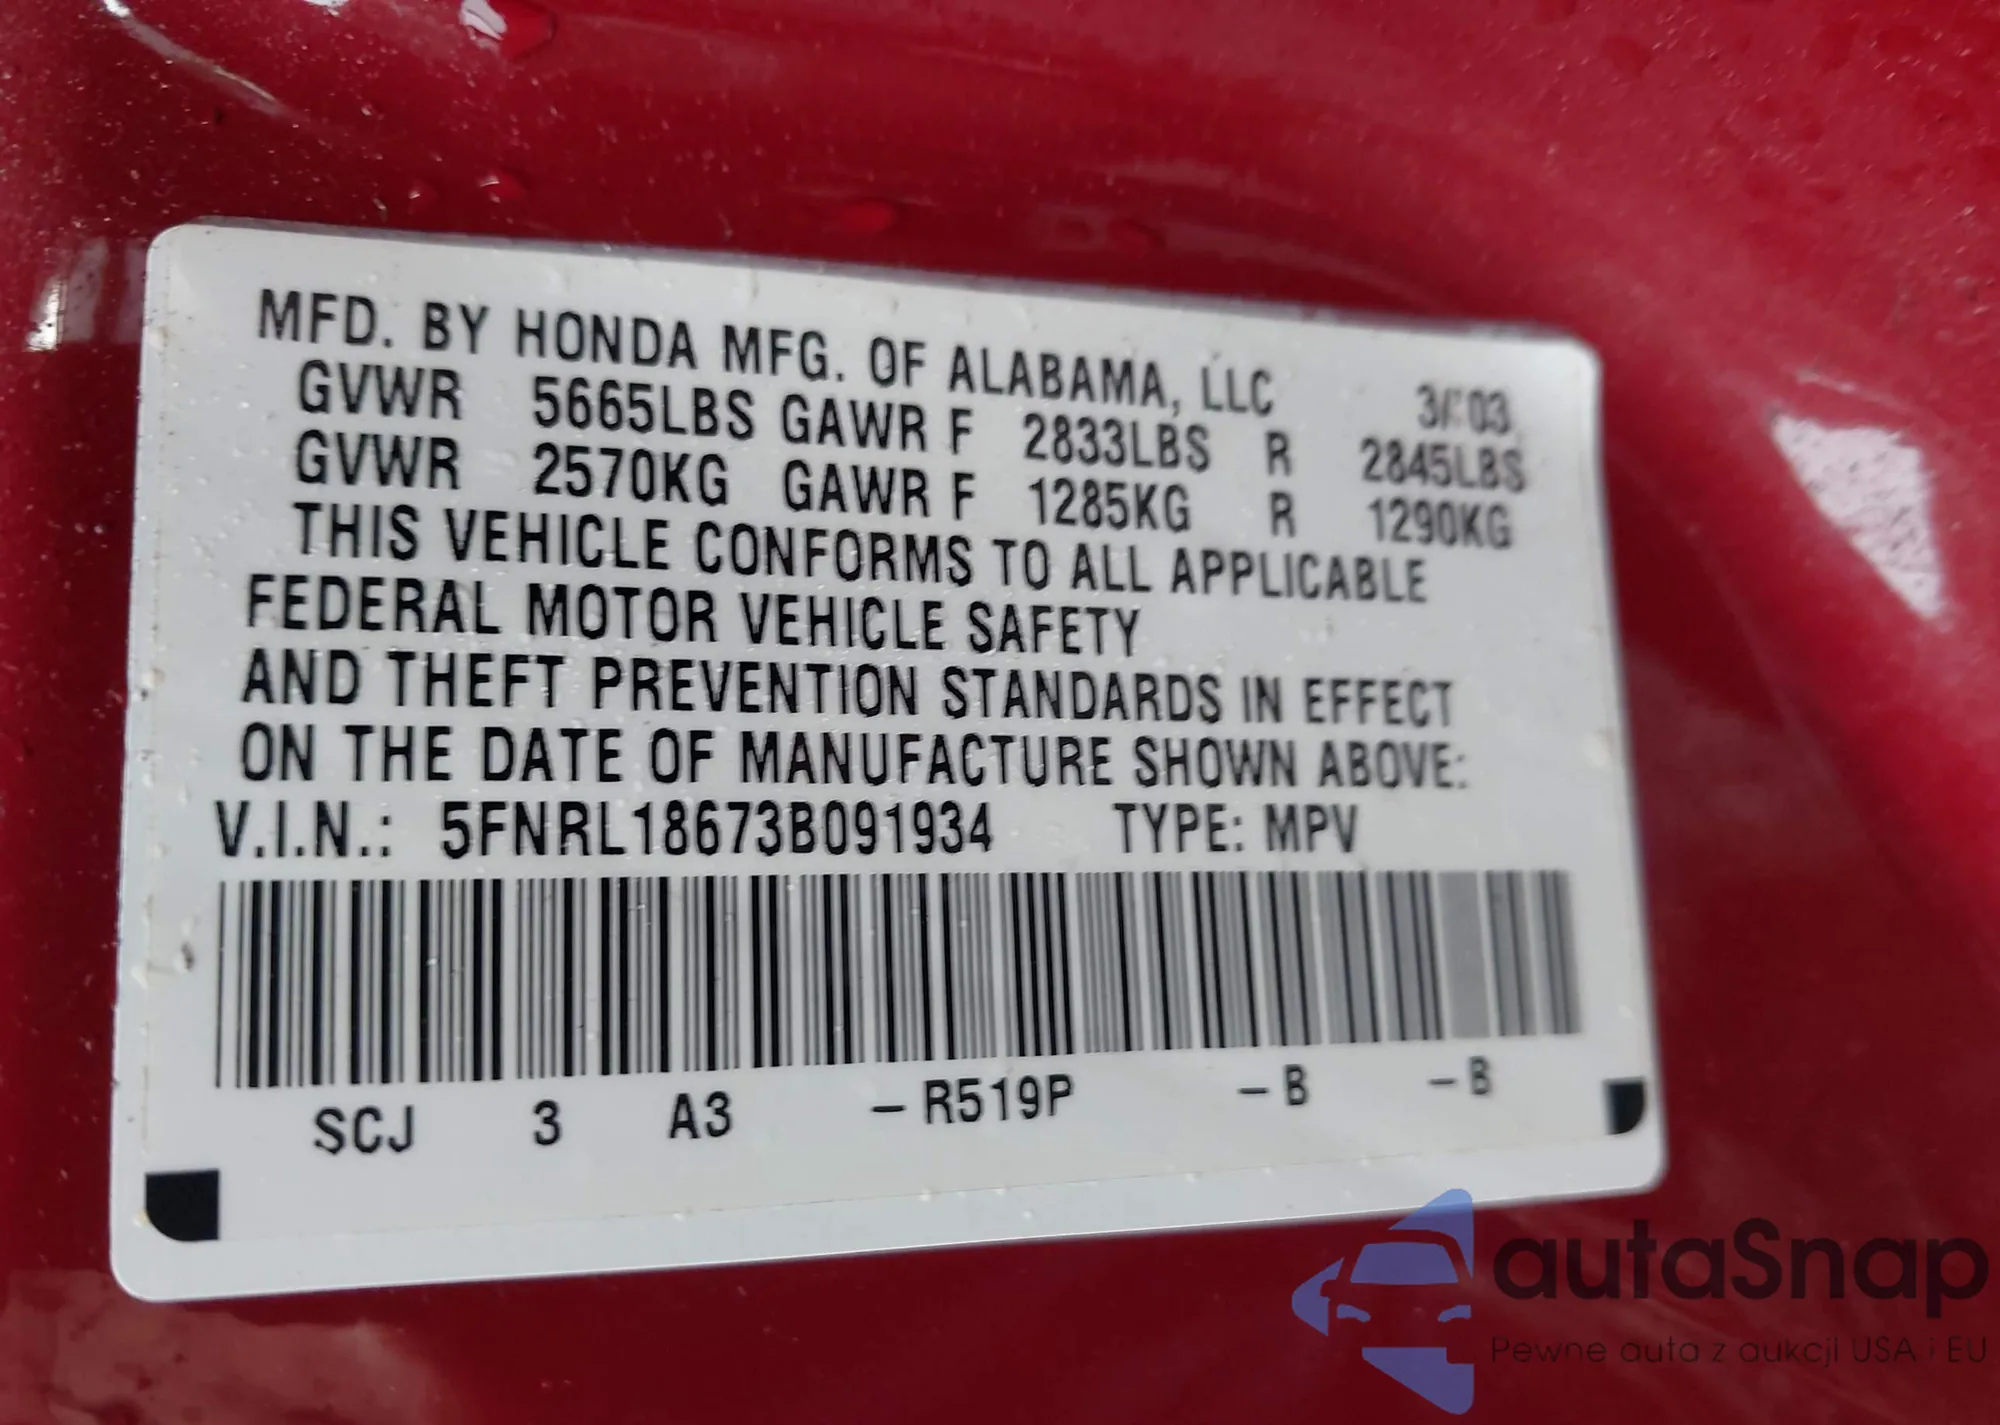 MFD. BY HONDA MFG. OF ALABAMA, LLC 3/03
GVWR 5665LBS GAWR F 2833LBS R 2845LBS
GVWR 2570KG GAWR F 1285KG R 1290KG
THIS VEHICLE CONFORMS TO ALL APPLICABLE
FEDERAL MOTOR VEHICLE SAFETY
AND THEFT PREVENTION STANDARDS IN EFFECT
ON THE DATE OF MANUFACTURE SHOWN ABOVE:
V.I.N.: 5FNRL18673B091934 TYPE: MPV
SCJ 3 A3 – R519P – B – B
autaSnap
Pewne auta z aukcji USA i EU